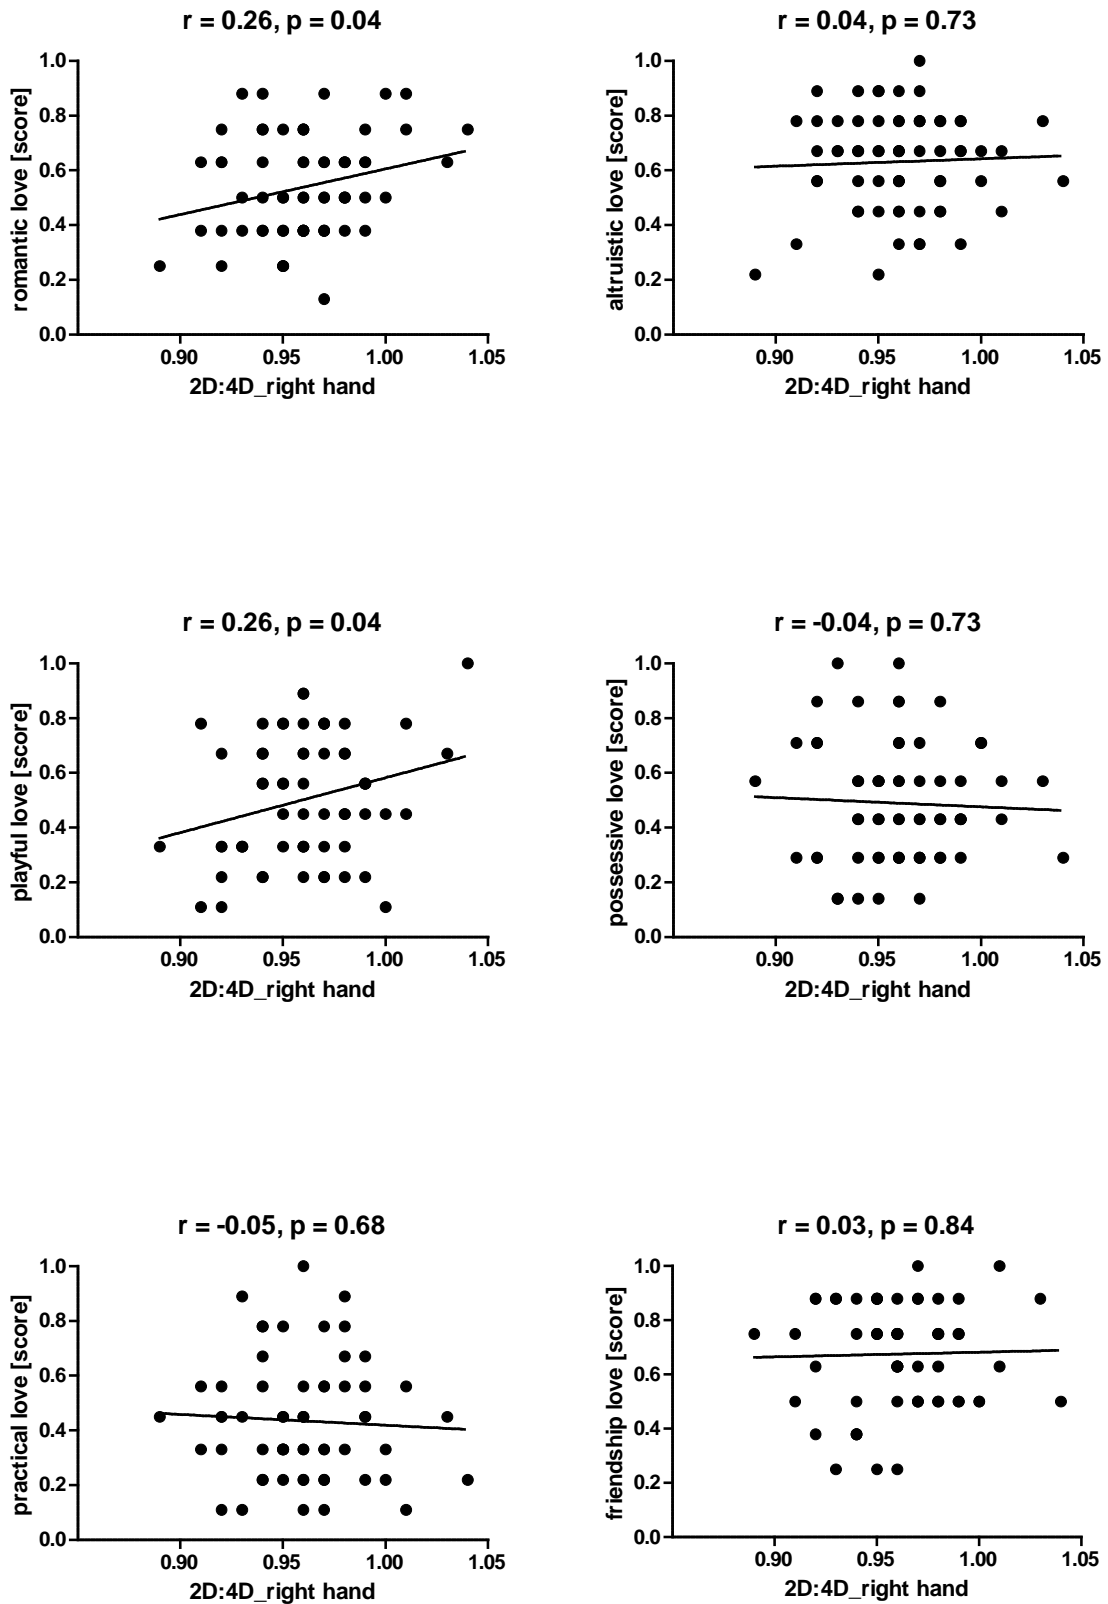 r = 0.26, p = 0.04
romantic love [score]
1.0
0.8
0.6
0.4
0.2
0.0
0.90 0.95 1.00 1.05
2D:4D_right hand
r = 0.04, p = 0.73
altruistic love [score]
1.0
0.8
0.6
0.4
0.2
0.0
0.90 0.95 1.00 1.05
2D:4D_right hand
r = 0.26, p = 0.04
playful love [score]
1.0
0.8
0.6
0.4
0.2
0.0
0.90 0.95 1.00 1.05
2D:4D_right hand
r = -0.04, p = 0.73
possessive love [score]
1.0
0.8
0.6
0.4
0.2
0.0
0.90 0.95 1.00 1.05
2D:4D_right hand
r = -0.05, p = 0.68
practical love [score]
1.0
0.8
0.6
0.4
0.2
0.0
0.90 0.95 1.00 1.05
2D:4D_right hand
r = 0.03, p = 0.84
friendship love [score]
1.0
0.8
0.6
0.4
0.2
0.0
0.90 0.95 1.00 1.05
2D:4D_right hand